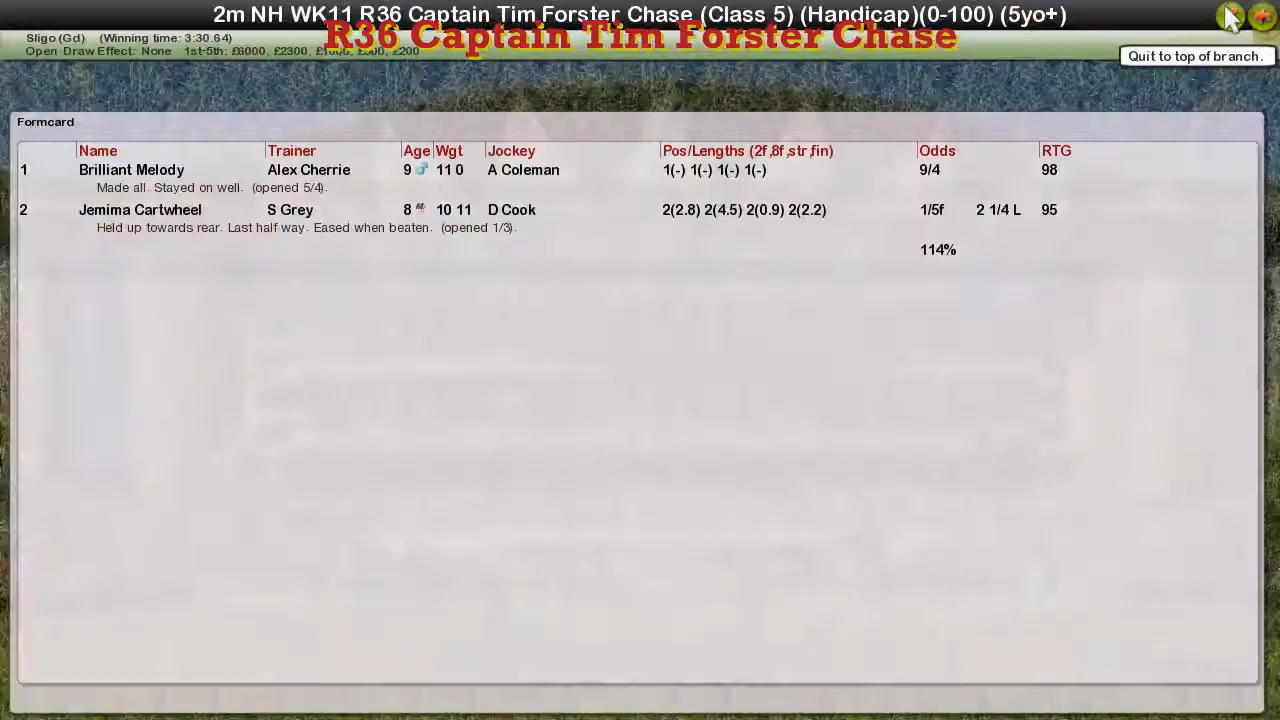 2m NH WK11 R36 Captain Tim Forster Chase (Class 5) (Handicap)(0-100) (5yo+)
R36 Captain Tim Forster Chase
Sligo (Gd) (Winning time: 3:30.64)
Open Draw Effect: None 1st-5th: £6000, £2300, £200
Quit to top of branch.
Formcard
Name Trainer Age Wgt Jockey Pos/Lengths (2f,8f,str,fin) Odds RTG
1 Brilliant Melody Alex Cherrie 9 11 0 A Coleman 1(-) 1(-) 1(-) 1(-) 9/4 98
Made all. Stayed on well. (opened 5/4).
2 Jemima Cartwheel S Grey 8 10 11 D Cook 2(2.8) 2(4.5) 2(0.9) 2(2.2) 1/5f 2 1/4 L 95
Held up towards rear. Last half way. Eased when beaten. (opened 1/3).
114%